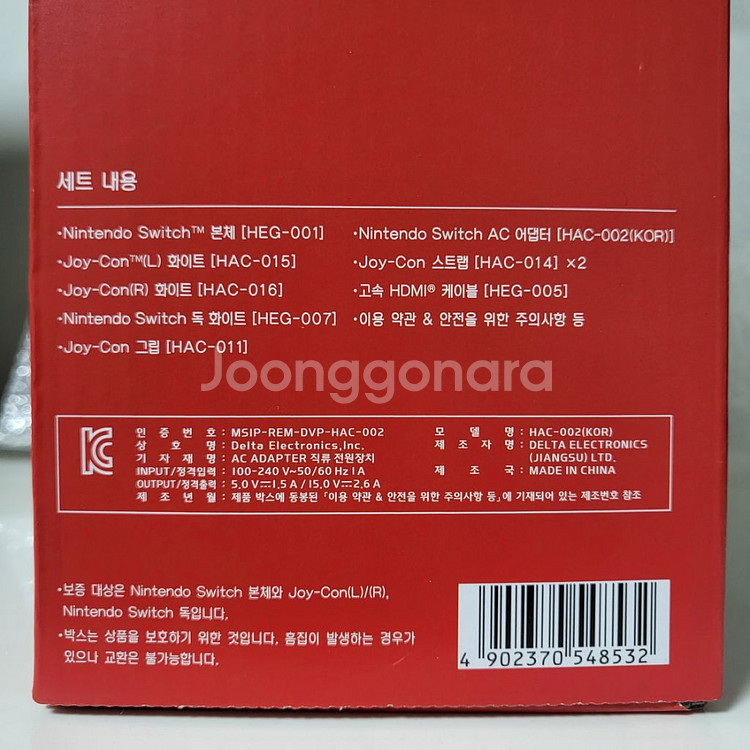 세트 내용
·Nintendo Switch™ 본체 [HEG-001]
·Joy-Con™(L) 화이트 [HAC-015]
·Joy-Con(R) 화이트 [HAC-016]
·Nintendo Switch 독 화이트 [HEG-007]
·Joy-Con 그립 [HAC-011]
·Nintendo Switch AC 어댑터 [HAC-002(KOR)]
·Joy-Con 스트랩 [HAC-014] ×2
·고속 HDMI® 케이블 [HEG-005]
·이용 약관 & 안전을 위한 주의사항 등
Joonggonara
인 증 번 호 : MSIP-REM-DVP-HAC-002
상 호 명 : Delta Electronics,Inc.
기 자 재 명 : AC ADAPTER 직류 전원장치
INPUT/정격입력 : 100-240 V~50/60 Hz 1 A
OUTPUT/정격출력 : 5.0 V⎓1.5 A / 15.0 V⎓2.6 A
제 조 년 월 : 제품 박스에 동봉된 「이용 약관 & 안전을 위한 주의사항 등」에 기재되어 있는 제조번호 참조
모 델 명 : HAC-002(KOR)
제 조 자 명 : DELTA ELECTRONICS
(JIANGSU) LTD.
제 조 국 : MADE IN CHINA
·보증 대상은 Nintendo Switch 본체와 Joy-Con(L)/(R),
Nintendo Switch 독입니다.
·박스는 상품을 보호하기 위한 것입니다. 흠집이 발생하는 경우가
있으나 교환은 불가능합니다.
4 902370 548532